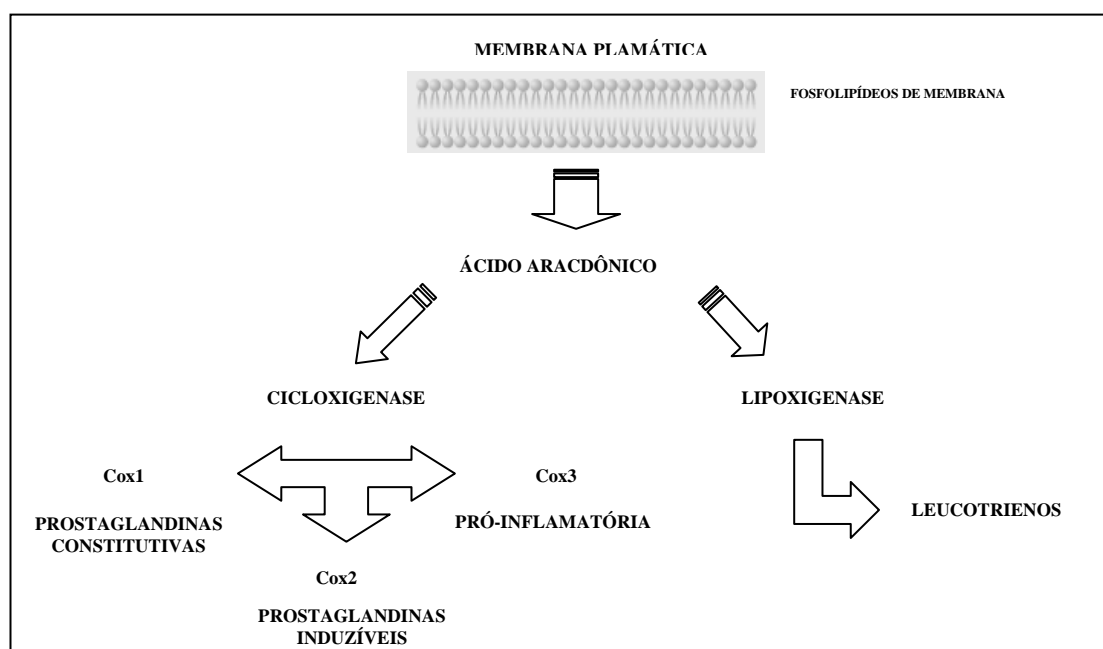 MEMBRANA PLAMÁTICA
FOSFOLIPÍDEOS DE MEMBRANA
ÁCIDO ARACDÔNICO
CICLOXIGENASE
LIPOXIGENASE
Cox1
Cox3
PROSTAGLANDINAS
CONSTITUTIVAS
PRÓ-INFLAMATÓRIA
LEUCOTRIENOS
Cox2
PROSTAGLANDINAS
INDUZÍVEIS